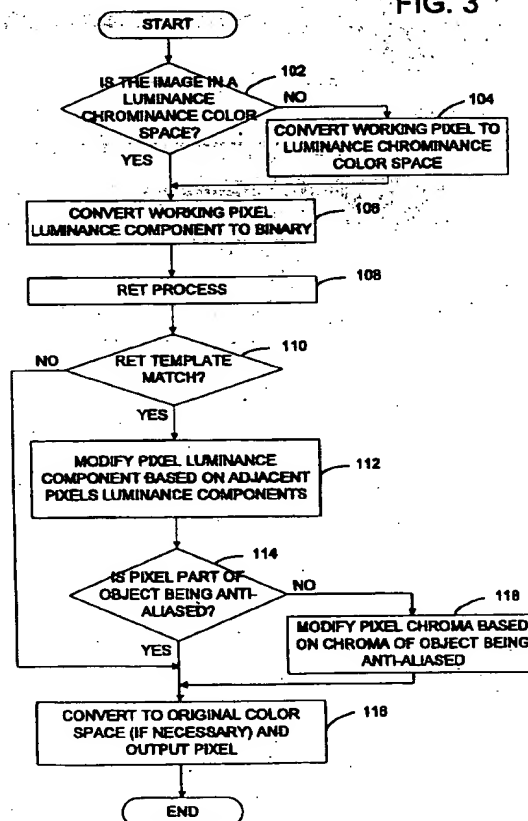 FIG. 3
START
102
IS THE IMAGE IN A
LUMINANCE
CHROMINANCE COLOR
SPACE?
NO
YES
104
CONVERT WORKING PIXEL TO
LUMINANCE CHROMINANCE
COLOR SPACE
106
CONVERT WORKING PIXEL
LUMINANCE COMPONENT TO BINARY
108
RET PROCESS
110
NO
RET TEMPLATE
MATCH?
YES
112
MODIFY PIXEL LUMINANCE
COMPONENT BASED ON ADJACENT
PIXELS LUMINANCE COMPONENTS
114
IS PIXEL PART OF
OBJECT BEING ANTI-
ALIASED?
NO
YES
118
MODIFY PIXEL CHROMA BASED
ON CHROMA OF OBJECT BEING
ANTI-ALIASED
116
CONVERT TO ORIGINAL COLOR
SPACE (IF NECESSARY) AND
OUTPUT PIXEL
END